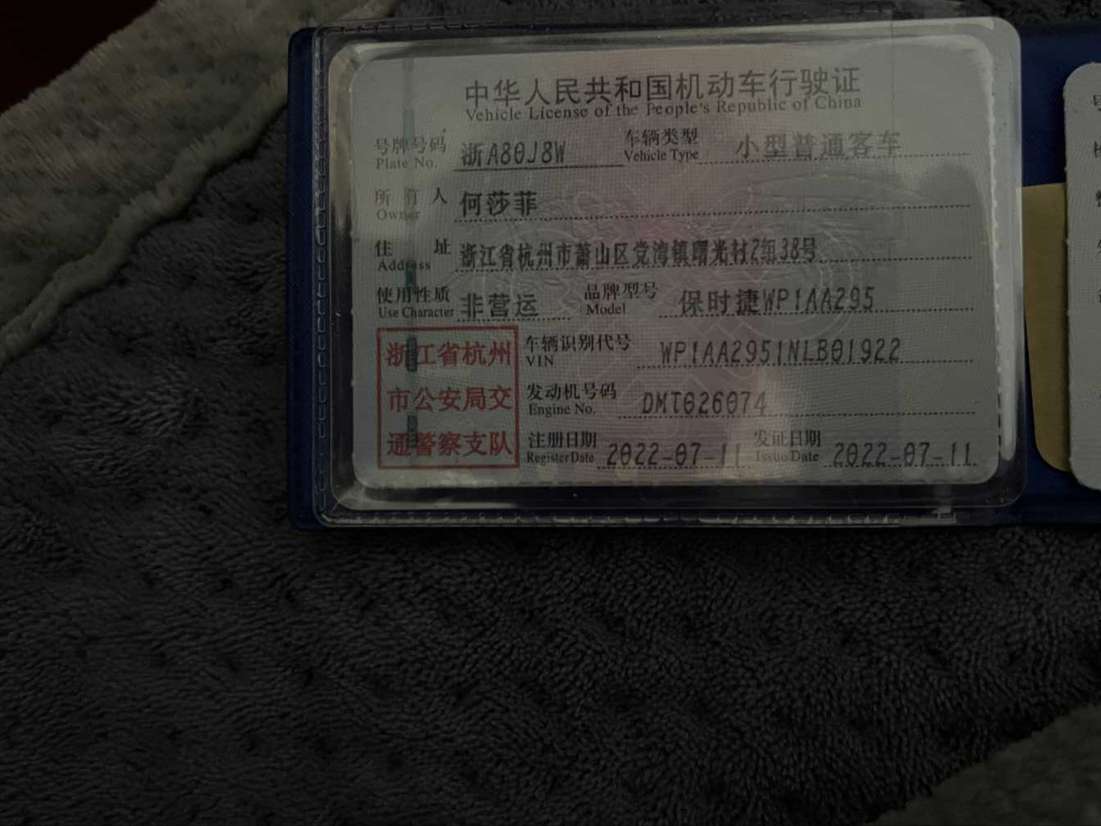 中华人民共和国机动车行驶证
Vehicle License of the People's Republic of China
号牌号码 浙A80J8W 车辆类型 小型普通客车
Plate No. Vehicle Type
所有人 何莎菲
Owner
住址 浙江省杭州市萧山区党湾镇曙光村2组38号
Address
使用性质 非营运 品牌型号 保时捷WP1AA295
Use Character Model
浙江省杭州 车辆识别代号 WP1AA2951NLB01922
VIN
市公安局交 发动机号码 DMT026074
Engine No.
通警察支队 注册日期 2022-07-11 发证日期 2022-07-11
Register Date Issue Date